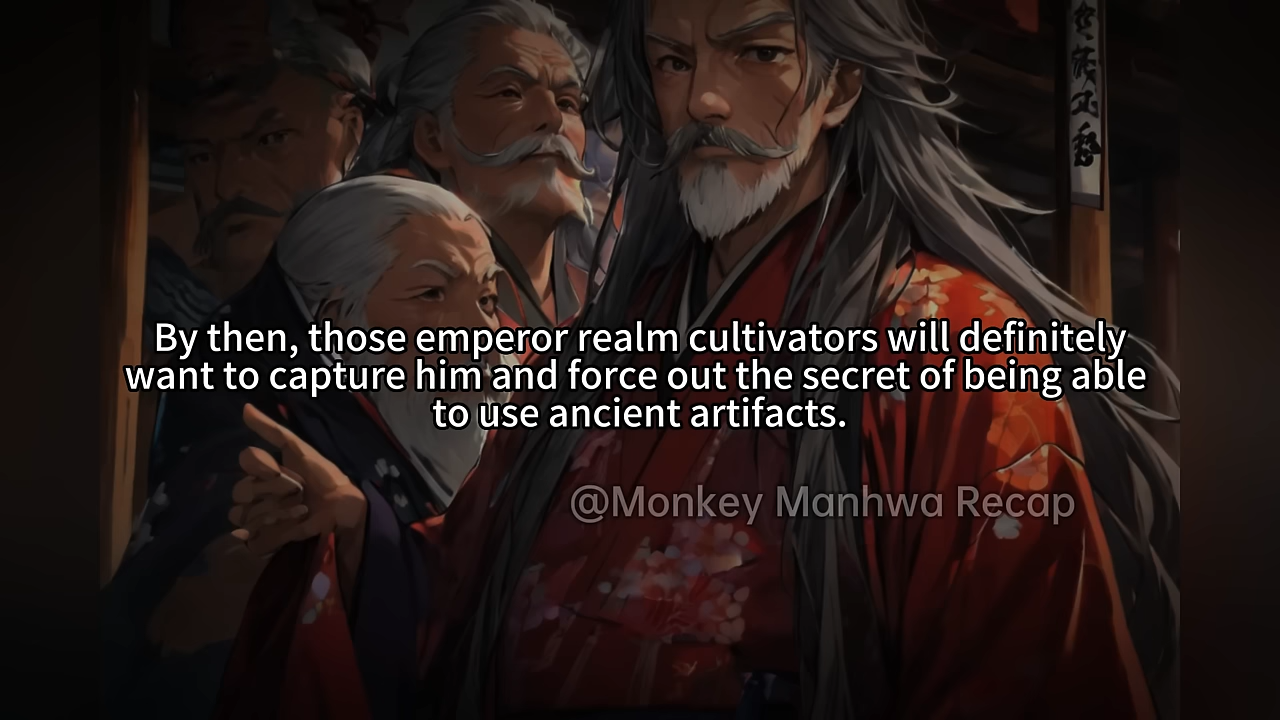 By then, those emperor realm cultivators will definitely
want to capture him and force out the secret of being able
to use ancient artifacts.
@Monkey Manhwa Recap